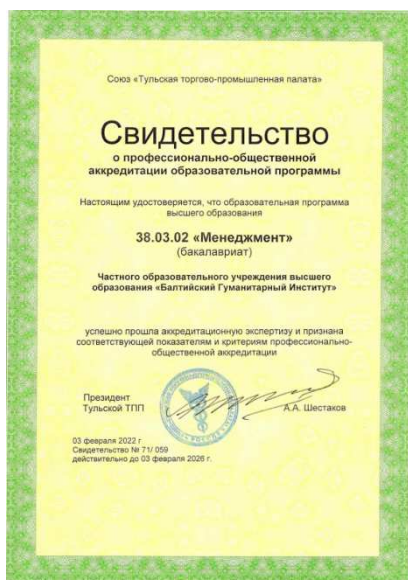 Союз «Тульская торгово-промышленная палата»
Свидетельство
о профессионально-общественной
аккредитации образовательной программы
Настоящим удостоверяется, что образовательная программа
высшего образования
38.03.02 «Менеджмент»
(бакалавриат)
Частного образовательного учреждения высшего
образования «Балтийский Гуманитарный Институт»
успешно прошла аккредитационную экспертизу и признана
соответствующей показателям и критериям профессионально-
общественной аккредитации
Президент
Тульской ТПП
А.А. Шестаков
03 февраля 2022 г
Свидетельство № 71/ 059
действительно до 03 февраля 2026 г.